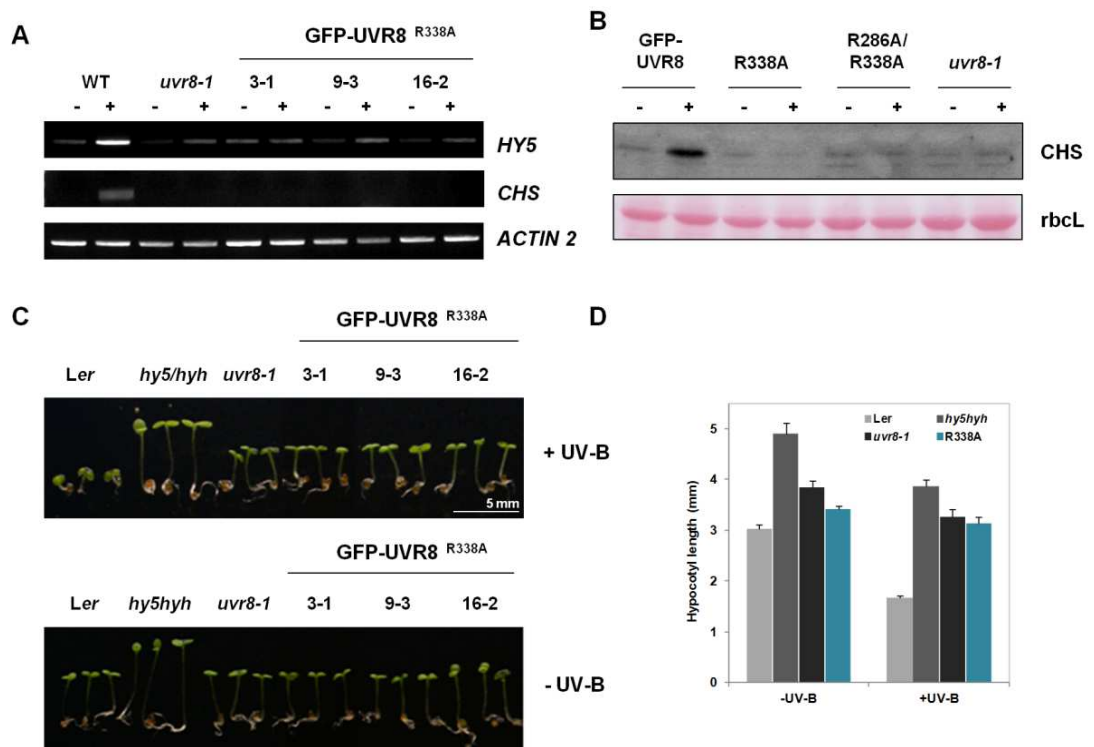 A
GFP-UVR8 R338A
WT uvr8-1 3-1 9-3 16-2
- + - + - + - + - +
HY5
CHS
ACTIN 2
B
GFP-UVR8 R338A R286A/R338A uvr8-1
- + - + - + - +
CHS
rbcL
C
GFP-UVR8 R338A
Ler hy5/hyh uvr8-1 3-1 9-3 16-2
+ UV-B
5 mm
GFP-UVR8 R338A
Ler hy5hyh uvr8-1 3-1 9-3 16-2
- UV-B
D
Ler hy5hyh
uvr8-1 R338A
Hypocotyl length (mm)
5
4
3
2
1
0
-UV-B +UV-B